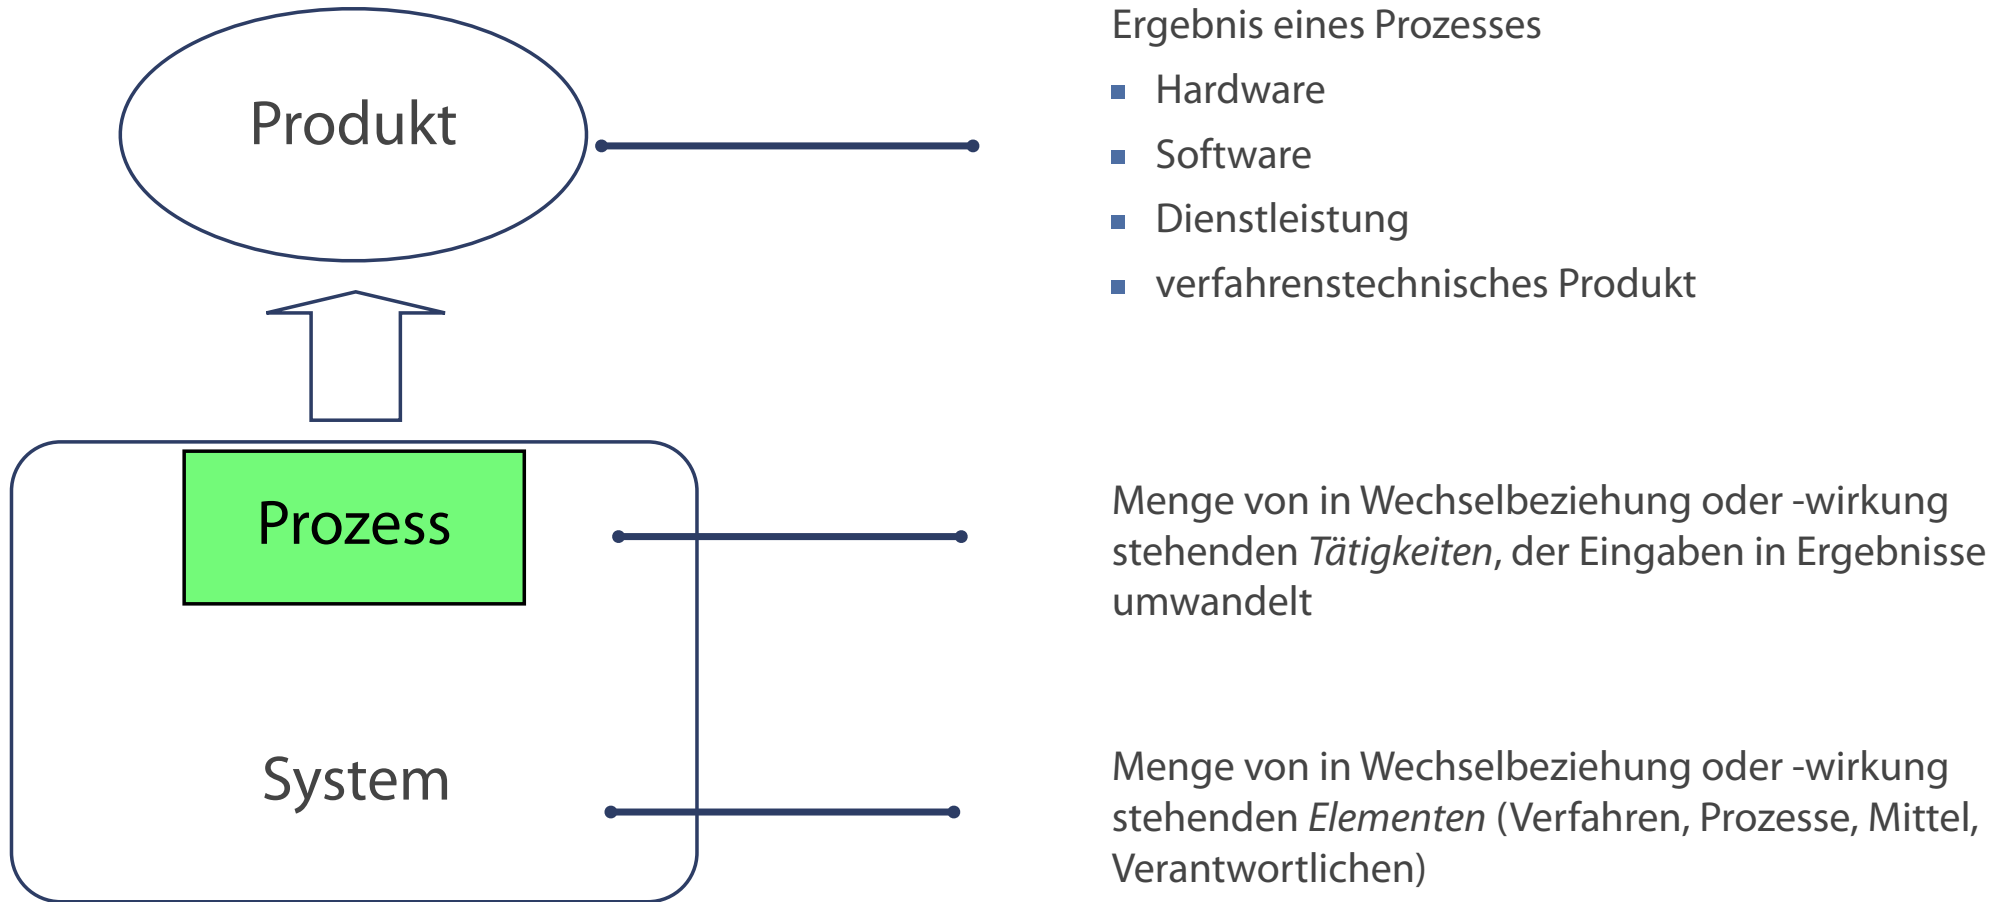 Produkt
Ergebnis eines Prozesses
Hardware
Software
Dienstleistung
verfahrenstechnisches Produkt
Prozess
Menge von in Wechselbeziehung oder -wirkung
stehenden Tätigkeiten, der Eingaben in Ergebnisse
umwandelt
System
Menge von in Wechselbeziehung oder -wirkung
stehenden Elementen (Verfahren, Prozesse, Mittel,
Verantwortlichen)